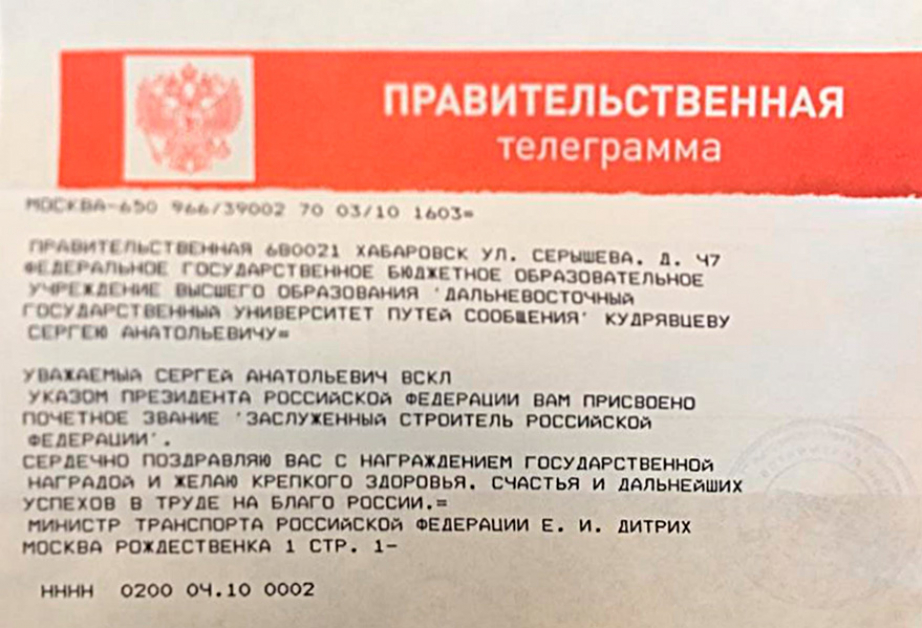 ПРАВИТЕЛЬСТВЕННАЯ
телеграмма
МОСКВА-650 966/39002 70 03/10 1603=
ПРАВИТЕЛЬСТВЕННАЯ 680021 ХАБАРОВСК УЛ. СЕРЫШЕВА. Д. 47
ФЕДЕРАЛЬНОЕ ГОСУДАРСТВЕННОЕ БЮДЖЕТНОЕ ОБРАЗОВАТЕЛЬНОЕ
УЧРЕЖДЕНИЕ ВЫСШЕГО ОБРАЗОВАНИЯ 'ДАЛЬНЕВОСТОЧНЫЙ
ГОСУДАРСТВЕННЫЙ УНИВЕРСИТЕТ ПУТЕЙ СООБЩЕНИЯ' КУДРЯВЦЕВУ
СЕРГЕЮ АНАТОЛЬЕВИЧУ=
УВАЖАЕМЫЙ СЕРГЕЙ АНАТОЛЬЕВИЧ ВСКЛ
УКАЗОМ ПРЕЗИДЕНТА РОССИЙСКОЙ ФЕДЕРАЦИИ ВАМ ПРИСВОЕНО
ПОЧЕТНОЕ ЗВАНИЕ 'ЗАСЛУЖЕННЫЙ СТРОИТЕЛЬ РОССИЙСКОЙ
ФЕДЕРАЦИИ'.
СЕРДЕЧНО ПОЗДРАВЛЯЮ ВАС С НАГРАЖДЕНИЕМ ГОСУДАРСТВЕННОЙ
НАГРАДОЙ И ЖЕЛАЮ КРЕПКОГО ЗДОРОВЬЯ. СЧАСТЬЯ И ДАЛЬНЕЙШИХ
УСПЕХОВ В ТРУДЕ НА БЛАГО РОССИИ.=
МИНИСТР ТРАНСПОРТА РОССИЙСКОЙ ФЕДЕРАЦИИ Е. И. ДИТРИХ
МОСКВА РОЖДЕСТВЕНКА 1 СТР. 1-
НННН 0200 04.10 0002